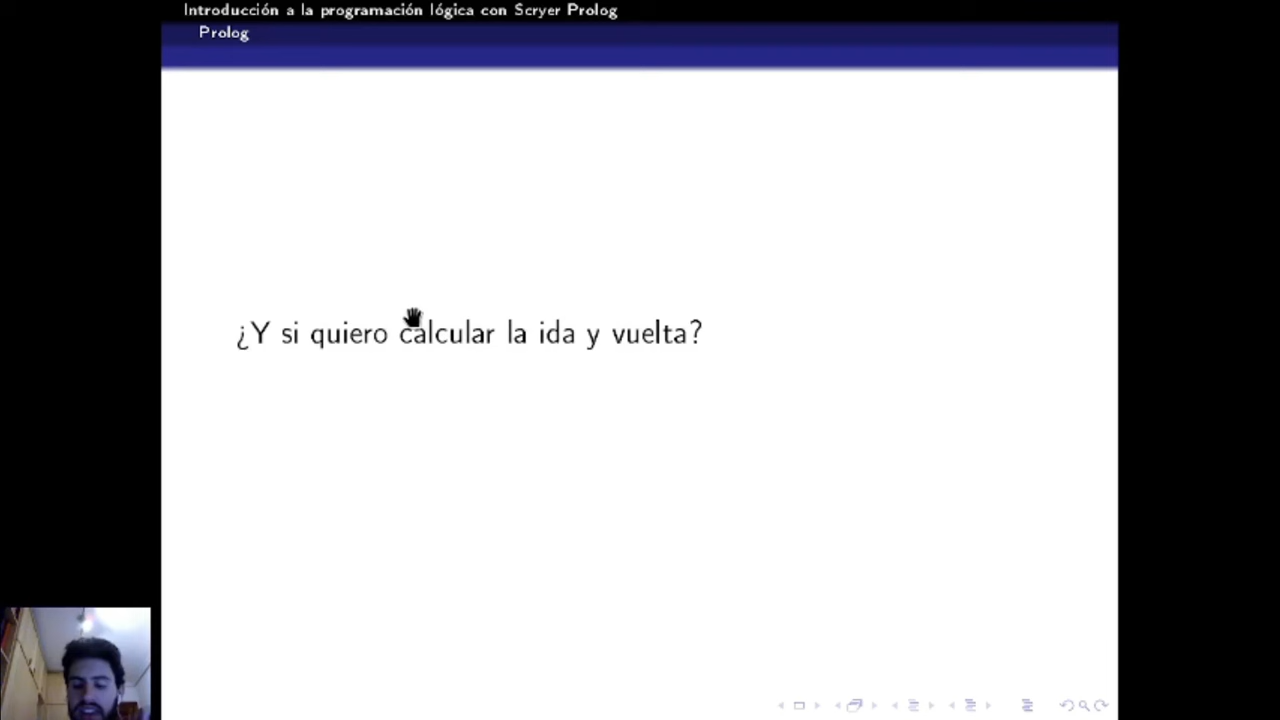 Introducción a la programación lógica con Scryer Prolog
Prolog
¿Y si quiero calcular la ida y vuelta?